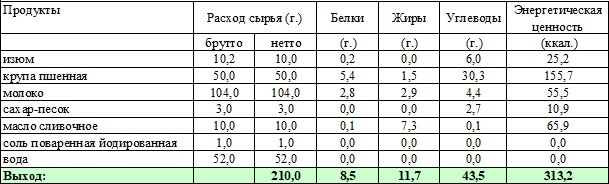 Продукты Расход сырья (г.) Белки Жиры Углеводы Энергетическая ценность
брутто нетто (г.) (г.) (г.) (ккал.)
изюм 10,2 10,0 0,2 0,0 6,0 25,2
крупа пшенная 50,0 50,0 5,4 1,5 30,3 155,7
молоко 104,0 104,0 2,8 2,9 4,4 55,5
сахар-песок 3,0 3,0 0,0 0,0 2,7 10,9
масло сливочное 10,0 10,0 0,1 7,3 0,1 65,9
соль поваренная йодированная 1,0 1,0 0,0 0,0 0,0 0,0
вода 52,0 52,0 0,0 0,0 0,0 0,0
Выход: 210,0 8,5 11,7 43,5 313,2